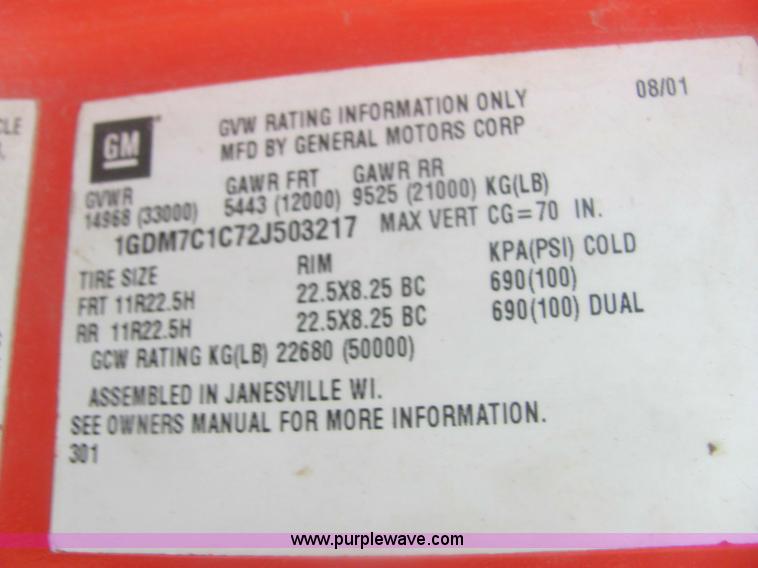 CLE
GM
GVW RATING INFORMATION ONLY 08/01
MFD BY GENERAL MOTORS CORP
GVWR GAWR FRT GAWR RR
14968 (33000) 5443 (12000) 9525 (21000) KG(LB)
1GDM7C1C72J503217 MAX VERT CG=70 IN.
TIRE SIZE RIM KPA(PSI) COLD
FRT 11R22.5H 22.5X8.25 BC 690(100)
RR 11R22.5H 22.5X8.25 BC 690(100) DUAL
GCW RATING KG(LB) 22680 (50000)
ASSEMBLED IN JANESVILLE WI.
SEE OWNERS MANUAL FOR MORE INFORMATION.
301
www.purplewave.com